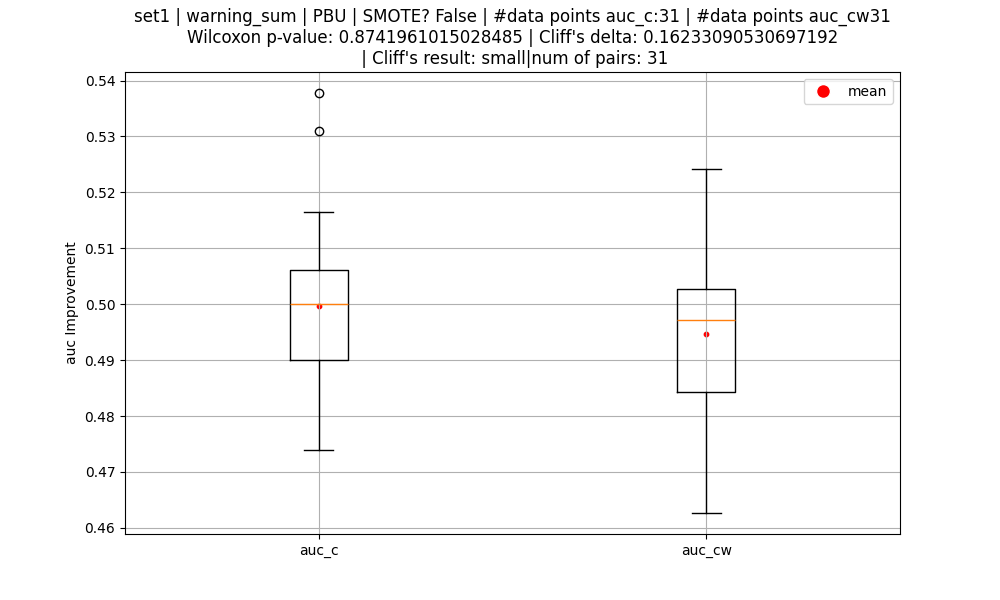 set1 | warning_sum | PBU | SMOTE? False | #data points auc_c:31 | #data points auc_cw31
Wilcoxon p-value: 0.8741961015028485 | Cliff's delta: 0.16233090530697192
| Cliff's result: small|num of pairs: 31
mean
0.54
0.53
0.52
0.51
0.50
0.49
0.48
0.47
0.46
auc Improvement
auc_c
auc_cw